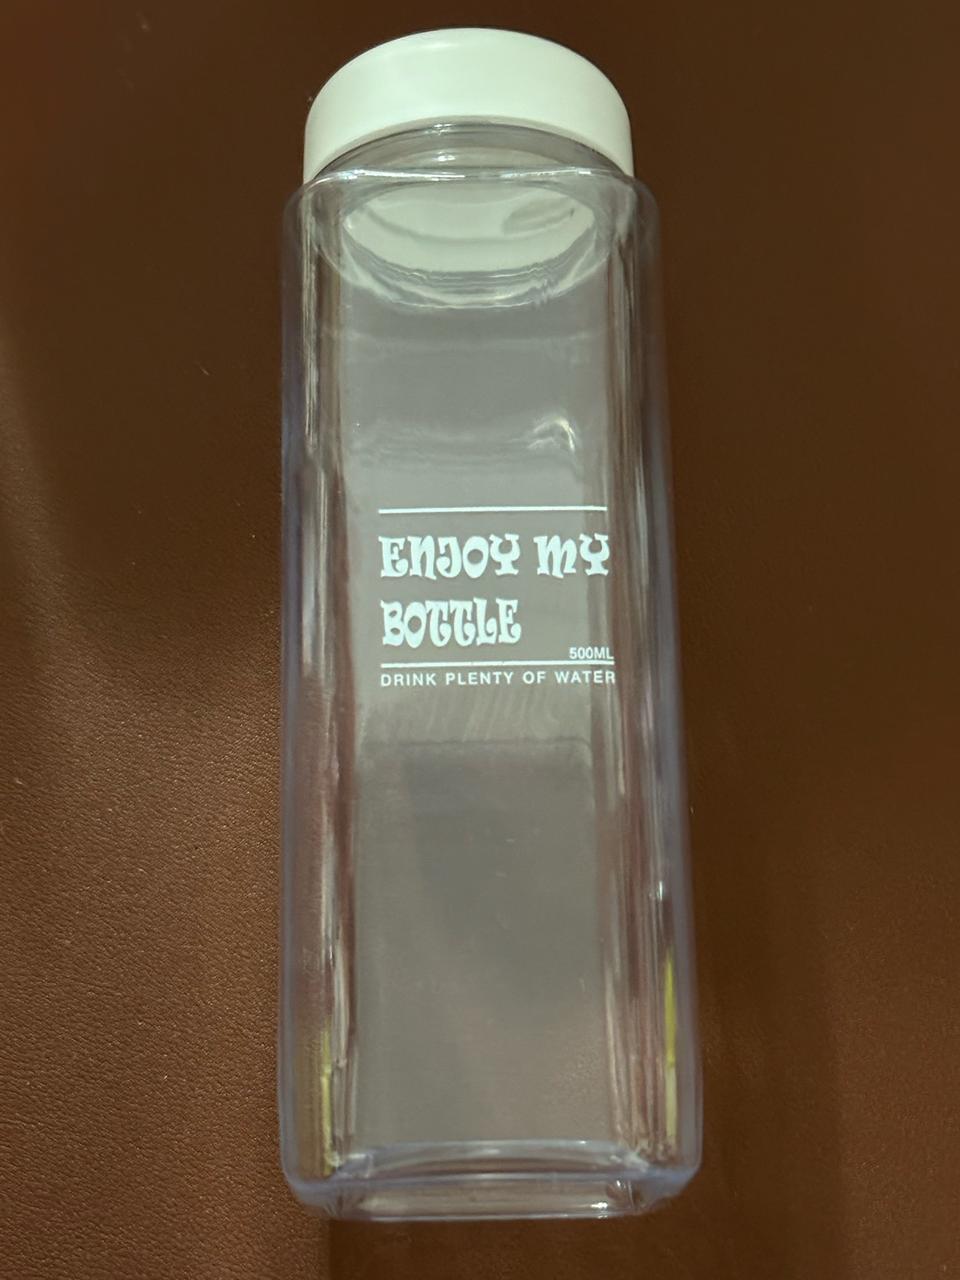 ENJOY MY
BOTTLE
500ML
DRINK PLENTY OF WATER